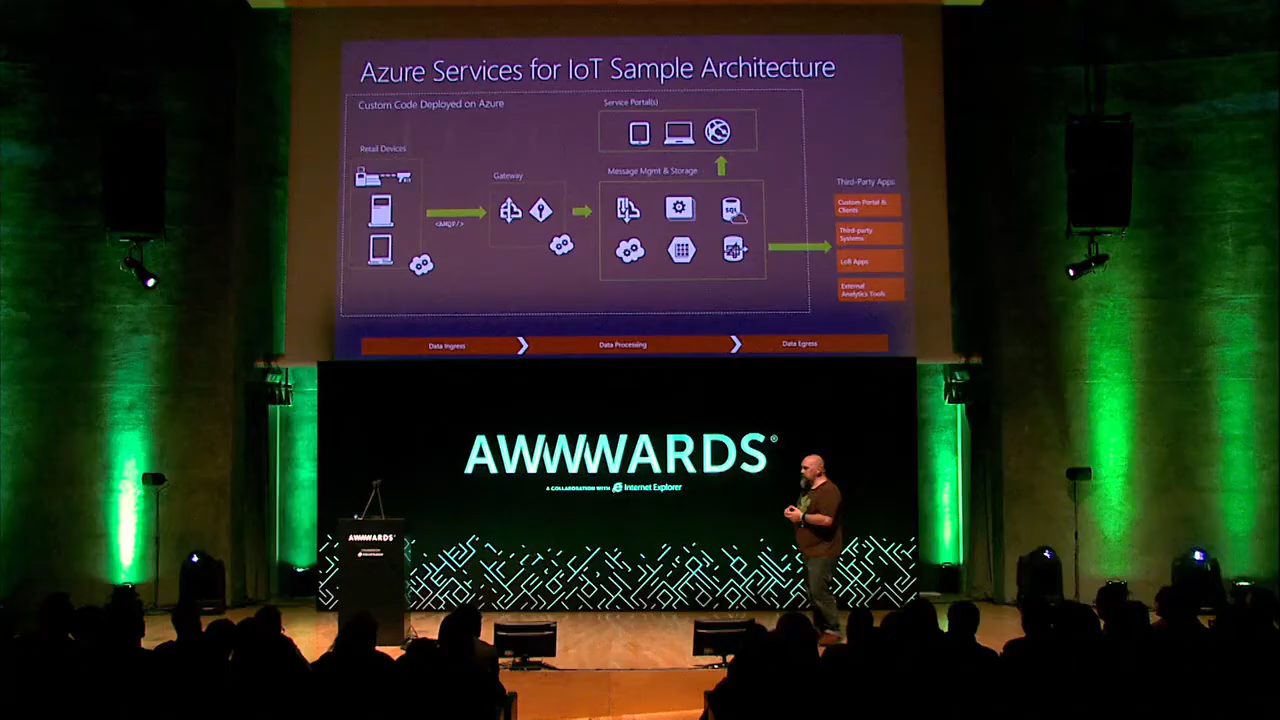 Azure Services for IoT Sample Architecture
Custom Code Deployed on Azure
Service Portal(s)
Retail Devices
Gateway
Message Mgmt & Storage
<AMQP/>
SQL
Third-Party Apps
Custom Portal &
Clients
Third-party
Systems
LoB Apps
External
Analytics Tools
Data Ingress
Data Processing
Data Egress
AWWWARDS®
A COLLABORATION WITH Internet Explorer
AWWWARDS